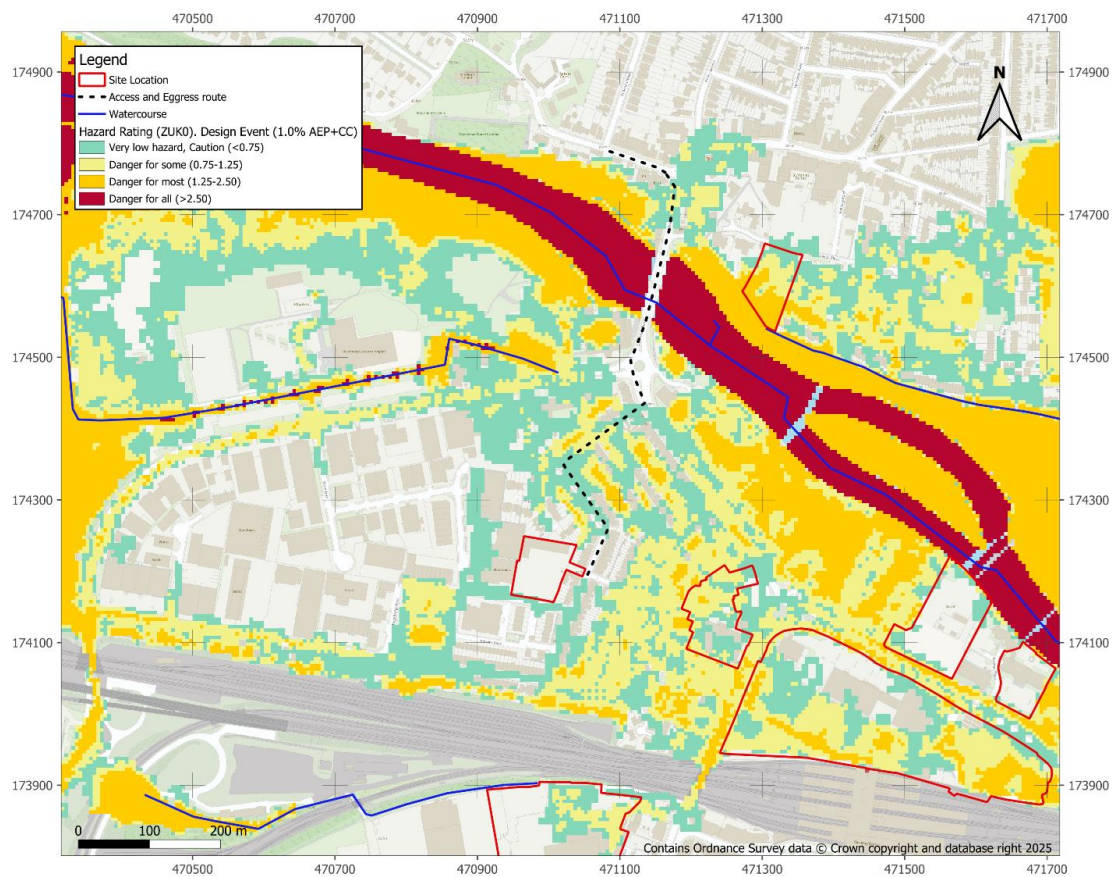 470500 470700 470900 471100 471300 471500 471700
174900 174900
Legend
Site Location
Access and Eggress route
Watercourse
Hazard Rating (ZUK0). Design Event (1.0% AEP+CC)
Very low hazard, Caution (<0.75)
Danger for some (0.75-1.25)
Danger for most (1.25-2.50)
Danger for all (>2.50)
N
174700 174700
174500 174500
174300 174300
174100 174100
173900 173900
0 100 200 m
Contains Ordnance Survey data © Crown copyright and database right 2025
470500 470700 470900 471100 471300 471500 471700